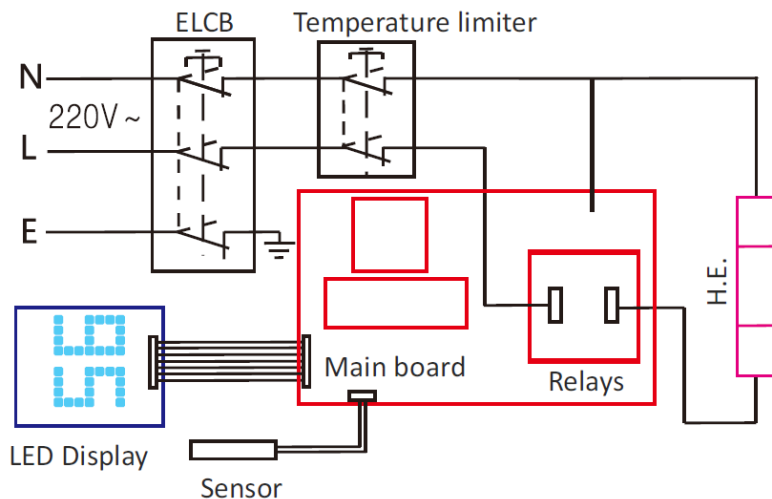 ELCB
Temperature limiter
N
220V~
L
E
H.E.
Main board
Relays
LED Display
Sensor